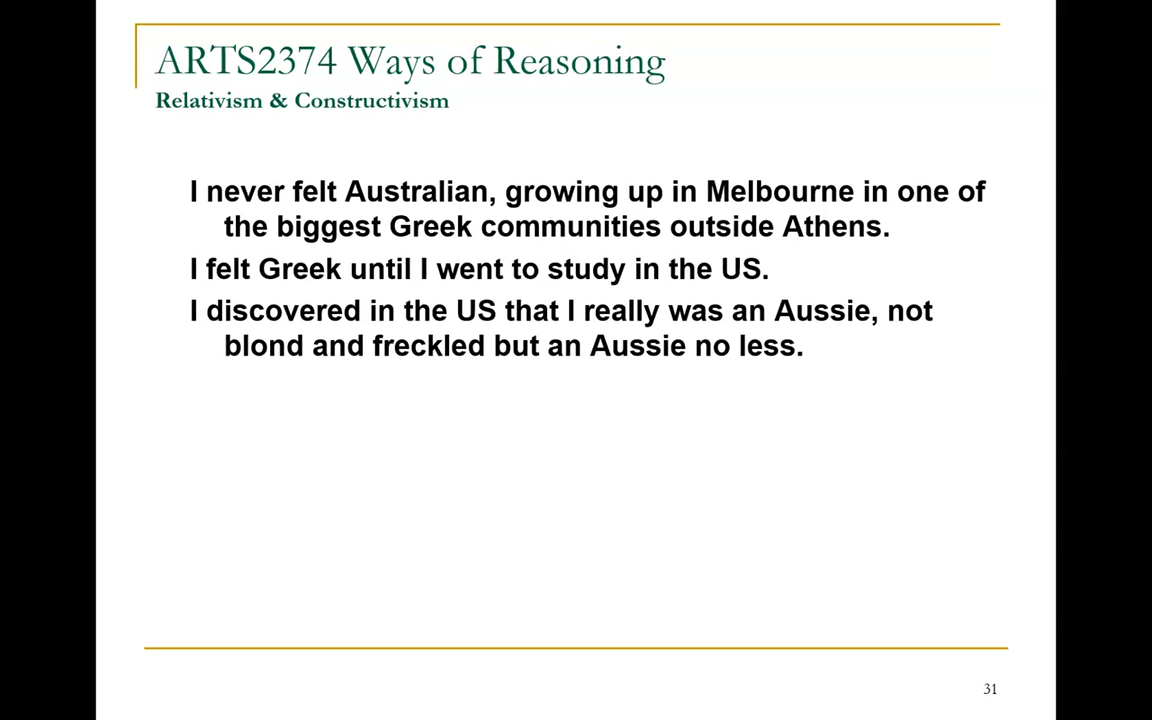 ARTS2374 Ways of Reasoning
Relativism & Constructivism
I never felt Australian, growing up in Melbourne in one of
the biggest Greek communities outside Athens.
I felt Greek until I went to study in the US.
I discovered in the US that I really was an Aussie, not
blond and freckled but an Aussie no less.
31